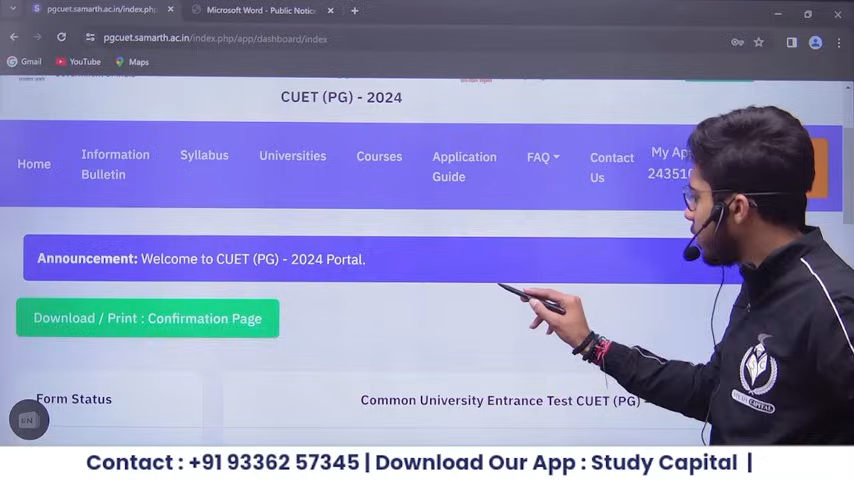 pgcuet.samarth.ac.in/index.php/
Microsoft Word - Public Notic
pgcuet.samarth.ac.in/index.php/app/dashboard/index
Gmail YouTube Maps
CUET (PG) - 2024
Home
Information Bulletin
Syllabus
Universities
Courses
Application Guide
FAQ
Contact Us
My Ap
24351
Announcement: Welcome to CUET (PG) - 2024 Portal.
Download / Print : Confirmation Page
Form Status
Common University Entrance Test CUET (PG) -
STUDY CAPITAL
Contact : +91 93362 57345 | Download Our App : Study Capital |